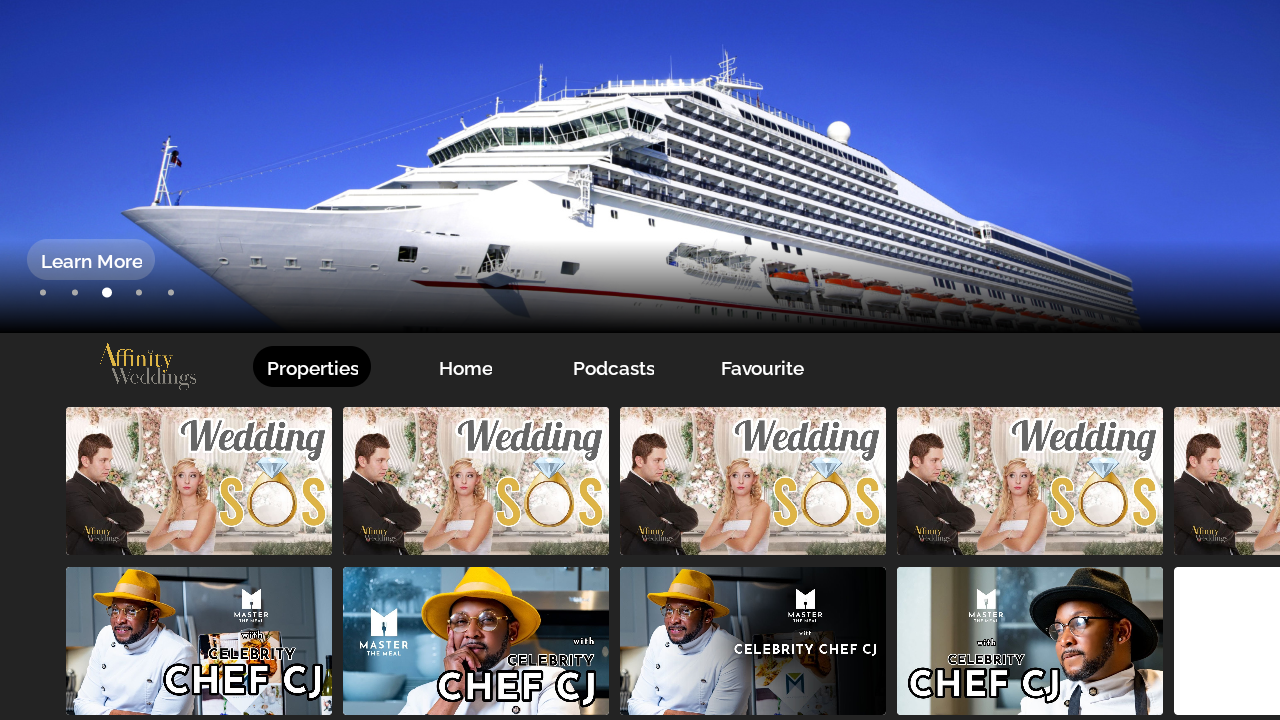 Learn More
Affinity
Weddings
Properties
Home
Podcasts
Favourite
Wedding
SOS
Affinity
Weddings
Wedding
SOS
Affinity
Weddings
Wedding
SOS
Affinity
Weddings
Wedding
SOS
Affinity
Weddings
Affinity
Weddings
MASTER
THE MEAL
with
CELEBRITY
CHEF CJ
MASTER
THE MEAL
with
CELEBRITY
CHEF CJ
MASTER
THE MEAL
with
CELEBRITY CHEF CJ
MASTER
THE MEAL
with
CELEBRITY
CHEF CJ